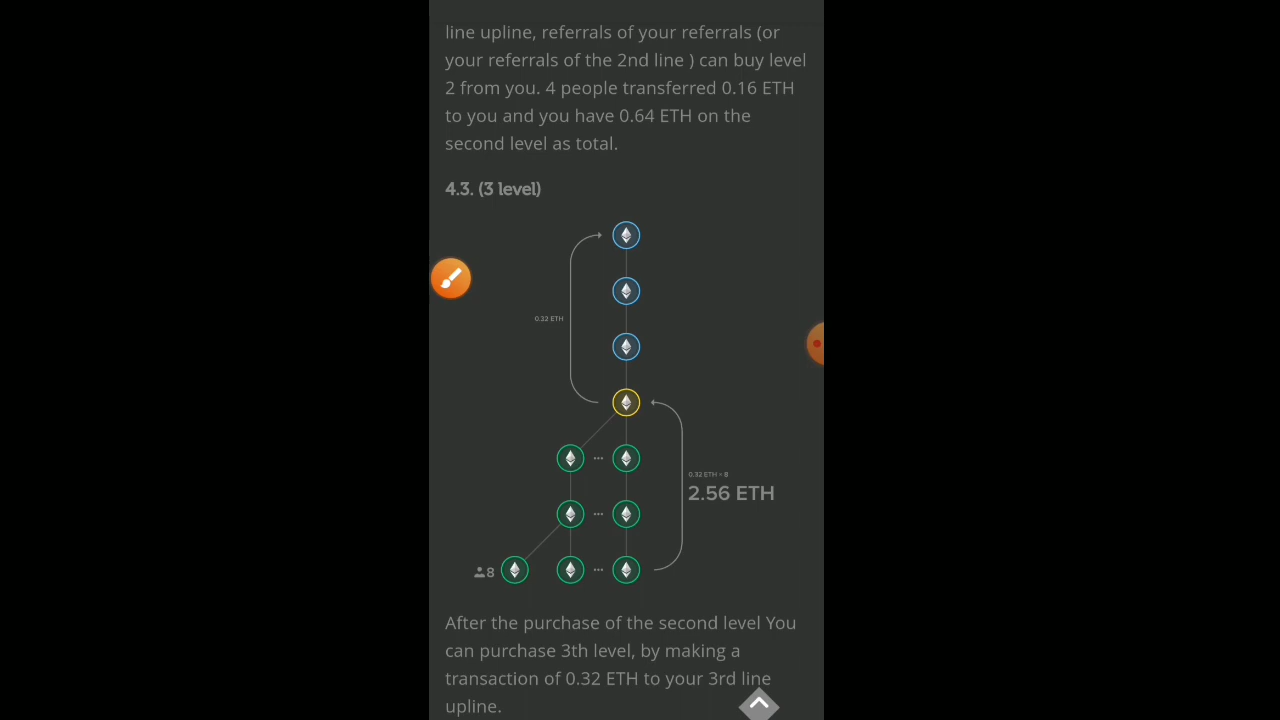 line upline, referrals of your referrals (or
your referrals of the 2nd line ) can buy level
2 from you. 4 people transferred 0.16 ETH
to you and you have 0.64 ETH on the
second level as total.
4.3. (3 level)
0.32 ETH
0.32 ETH × 8
2.56 ETH
8
After the purchase of the second level You
can purchase 3th level, by making a
transaction of 0.32 ETH to your 3rd line
upline.